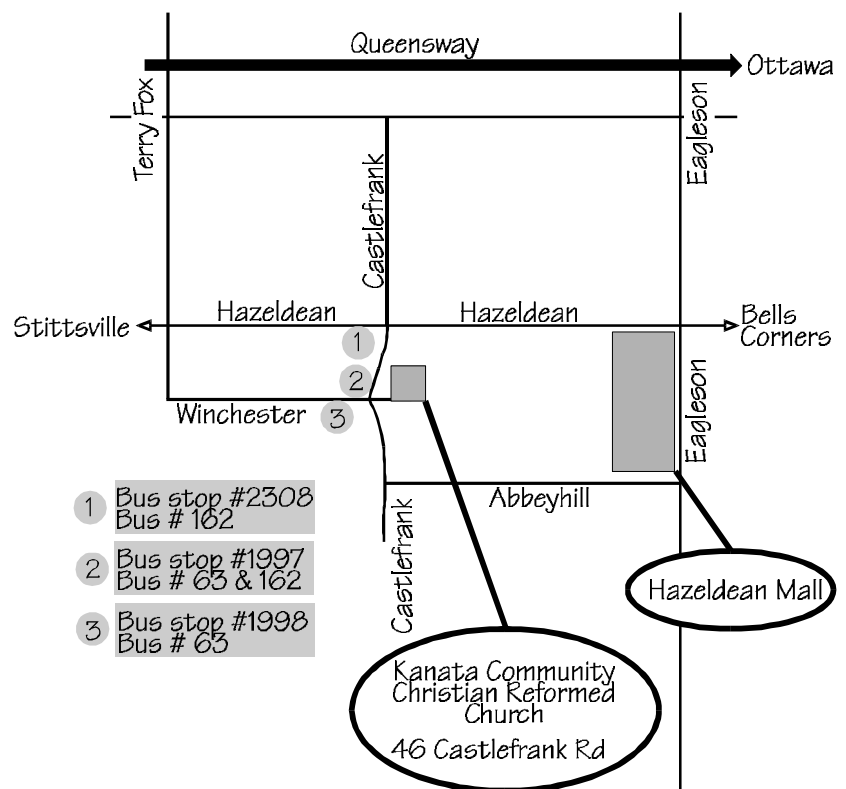 Queensway
Ottawa
Terry Fox
Eagleson
Castlefrank
Hazeldean
Hazeldean
Stittsville
Bells
Corners
1
2
3
Winchester
Eagleson
Abbeyhill
Castlefrank
1
Bus stop #2308
Bus # 162
2
Bus stop #1997
Bus # 63 & 162
3
Bus stop #1998
Bus # 63
Hazeldean Mall
Kanata Community
Christian Reformed
Church
46 Castlefrank Rd